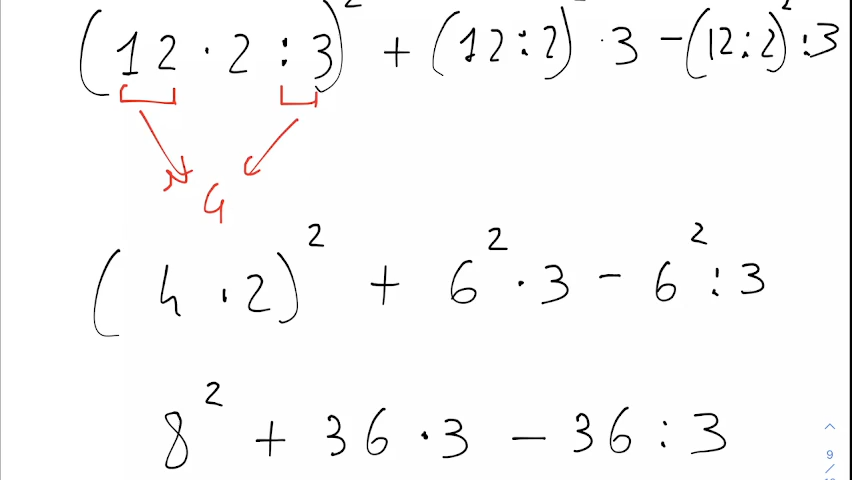 (12 · 2 : 3)² + (12 : 2)² · 3 − (12 : 2)² : 3
4
(4 · 2)² + 6² · 3 − 6² : 3
8² + 36 · 3 − 36 : 3
9
/